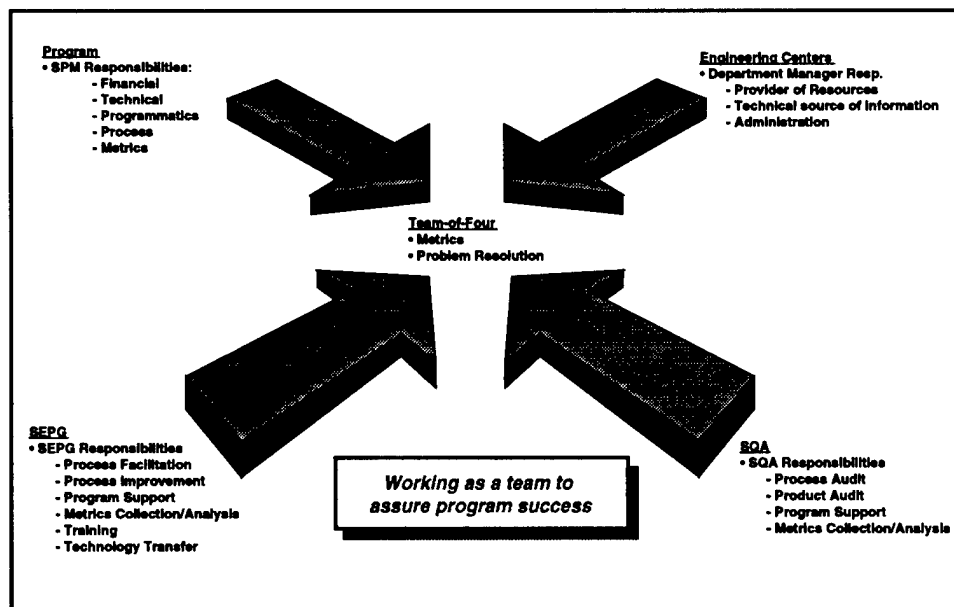 Program
• SPM Responsibilities:
- Financial
- Technical
- Programmatics
- Process
- Metrics
Engineering Centers
• Department Manager Resp.
- Provider of Resources
- Technical source of information
- Administration
Team-of-Four
• Metrics
• Problem Resolution
SEPG
• SEPG Responsibilities
- Process Facilitation
- Process Improvement
- Program Support
- Metrics Collection/Analysis
- Training
- Technology Transfer
Working as a team to
assure program success
SQA
• SQA Responsibilities
- Process Audit
- Product Audit
- Program Support
- Metrics Collection/Analysis